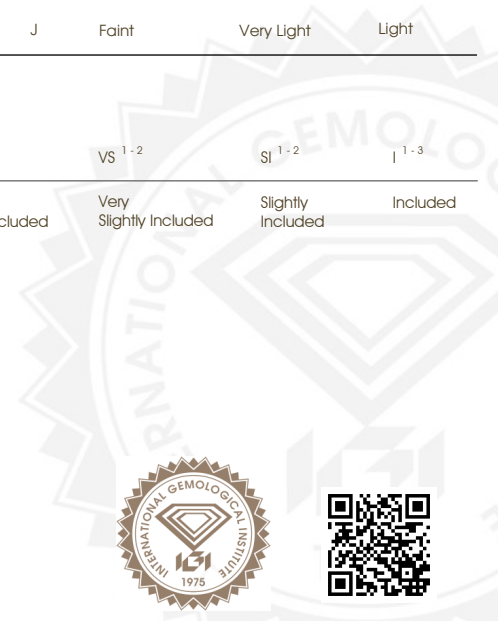 J Faint Very Light Light
VS 1 - 2 SI 1 - 2 I 1 - 3
Very Slightly Included
cluded Slightly Included Included
INTERNATIONAL GEMOLOGICAL INSTITUTE
IGI
1975